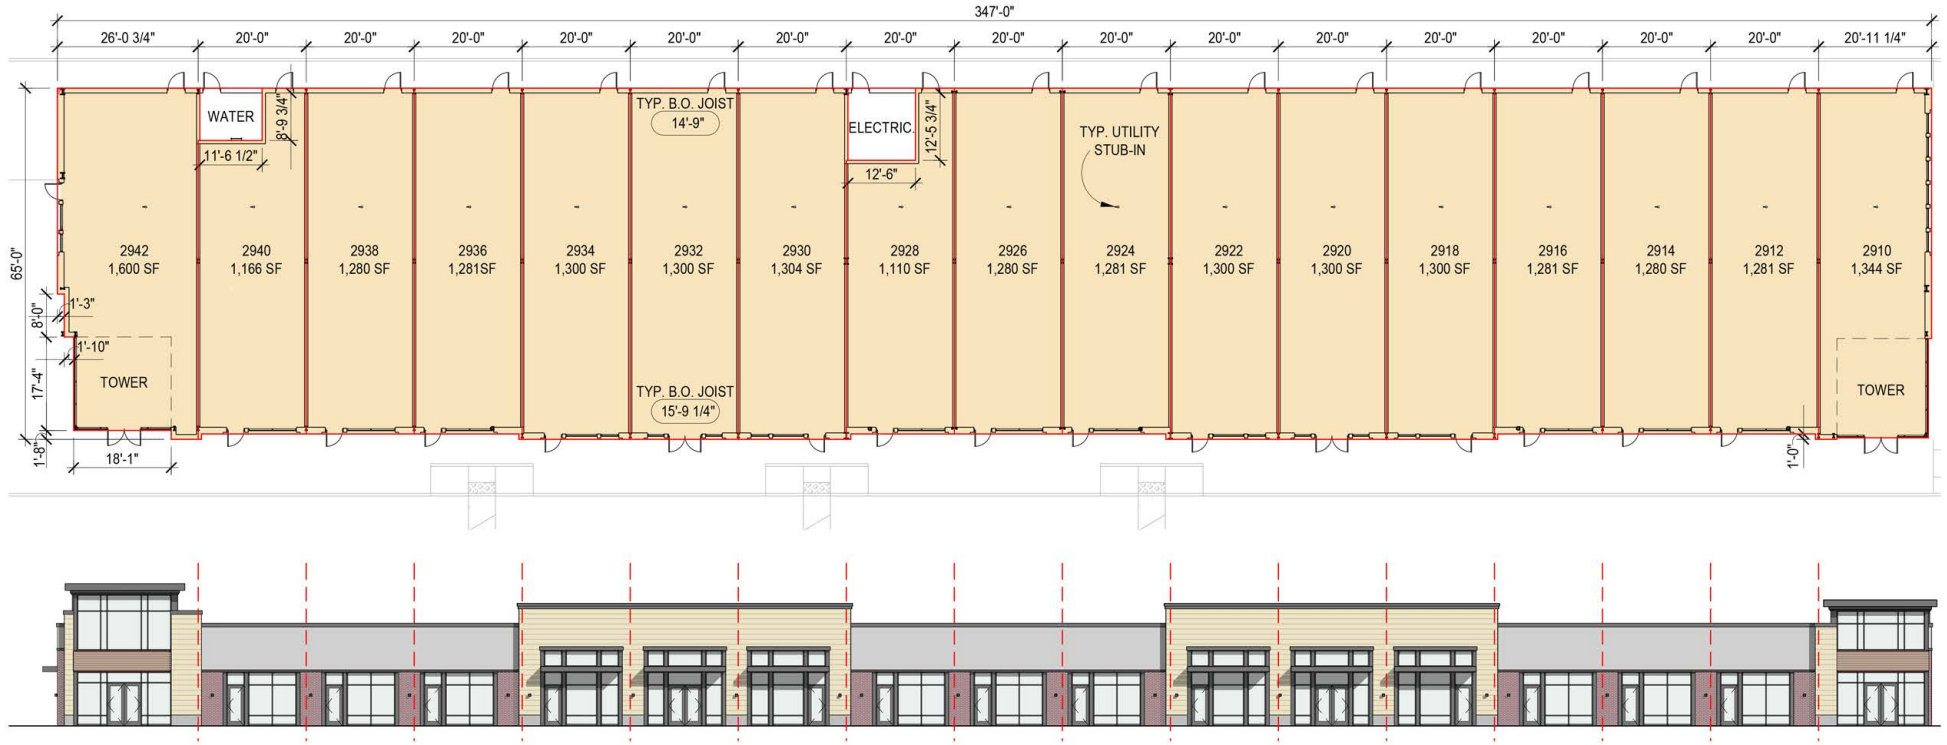 347'-0"
26'-0 3/4" 20'-0" 20'-0" 20'-0" 20'-0" 20'-0" 20'-0" 20'-0" 20'-0" 20'-0" 20'-0" 20'-0" 20'-0" 20'-0" 20'-0" 20'-0" 20'-11 1/4"
65'-0"
WATER
8'-9 3/4"
11'-6 1/2"
TYP. B.O. JOIST
14'-9"
ELECTRIC.
12'-5 3/4"
12'-6"
TYP. UTILITY
STUB-IN
2942
1,600 SF
2940
1,166 SF
2938
1,280 SF
2936
1,281SF
2934
1,300 SF
2932
1,300 SF
2930
1,304 SF
2928
1,110 SF
2926
1,280 SF
2924
1,281 SF
2922
1,300 SF
2920
1,300 SF
2918
1,300 SF
2916
1,281 SF
2914
1,280 SF
2912
1,281 SF
2910
1,344 SF
1'-3"
8'-0"
1'-10"
17'-4"
TOWER
1'-8"
18'-1"
TYP. B.O. JOIST
15'-9 1/4"
TOWER
1'-0"